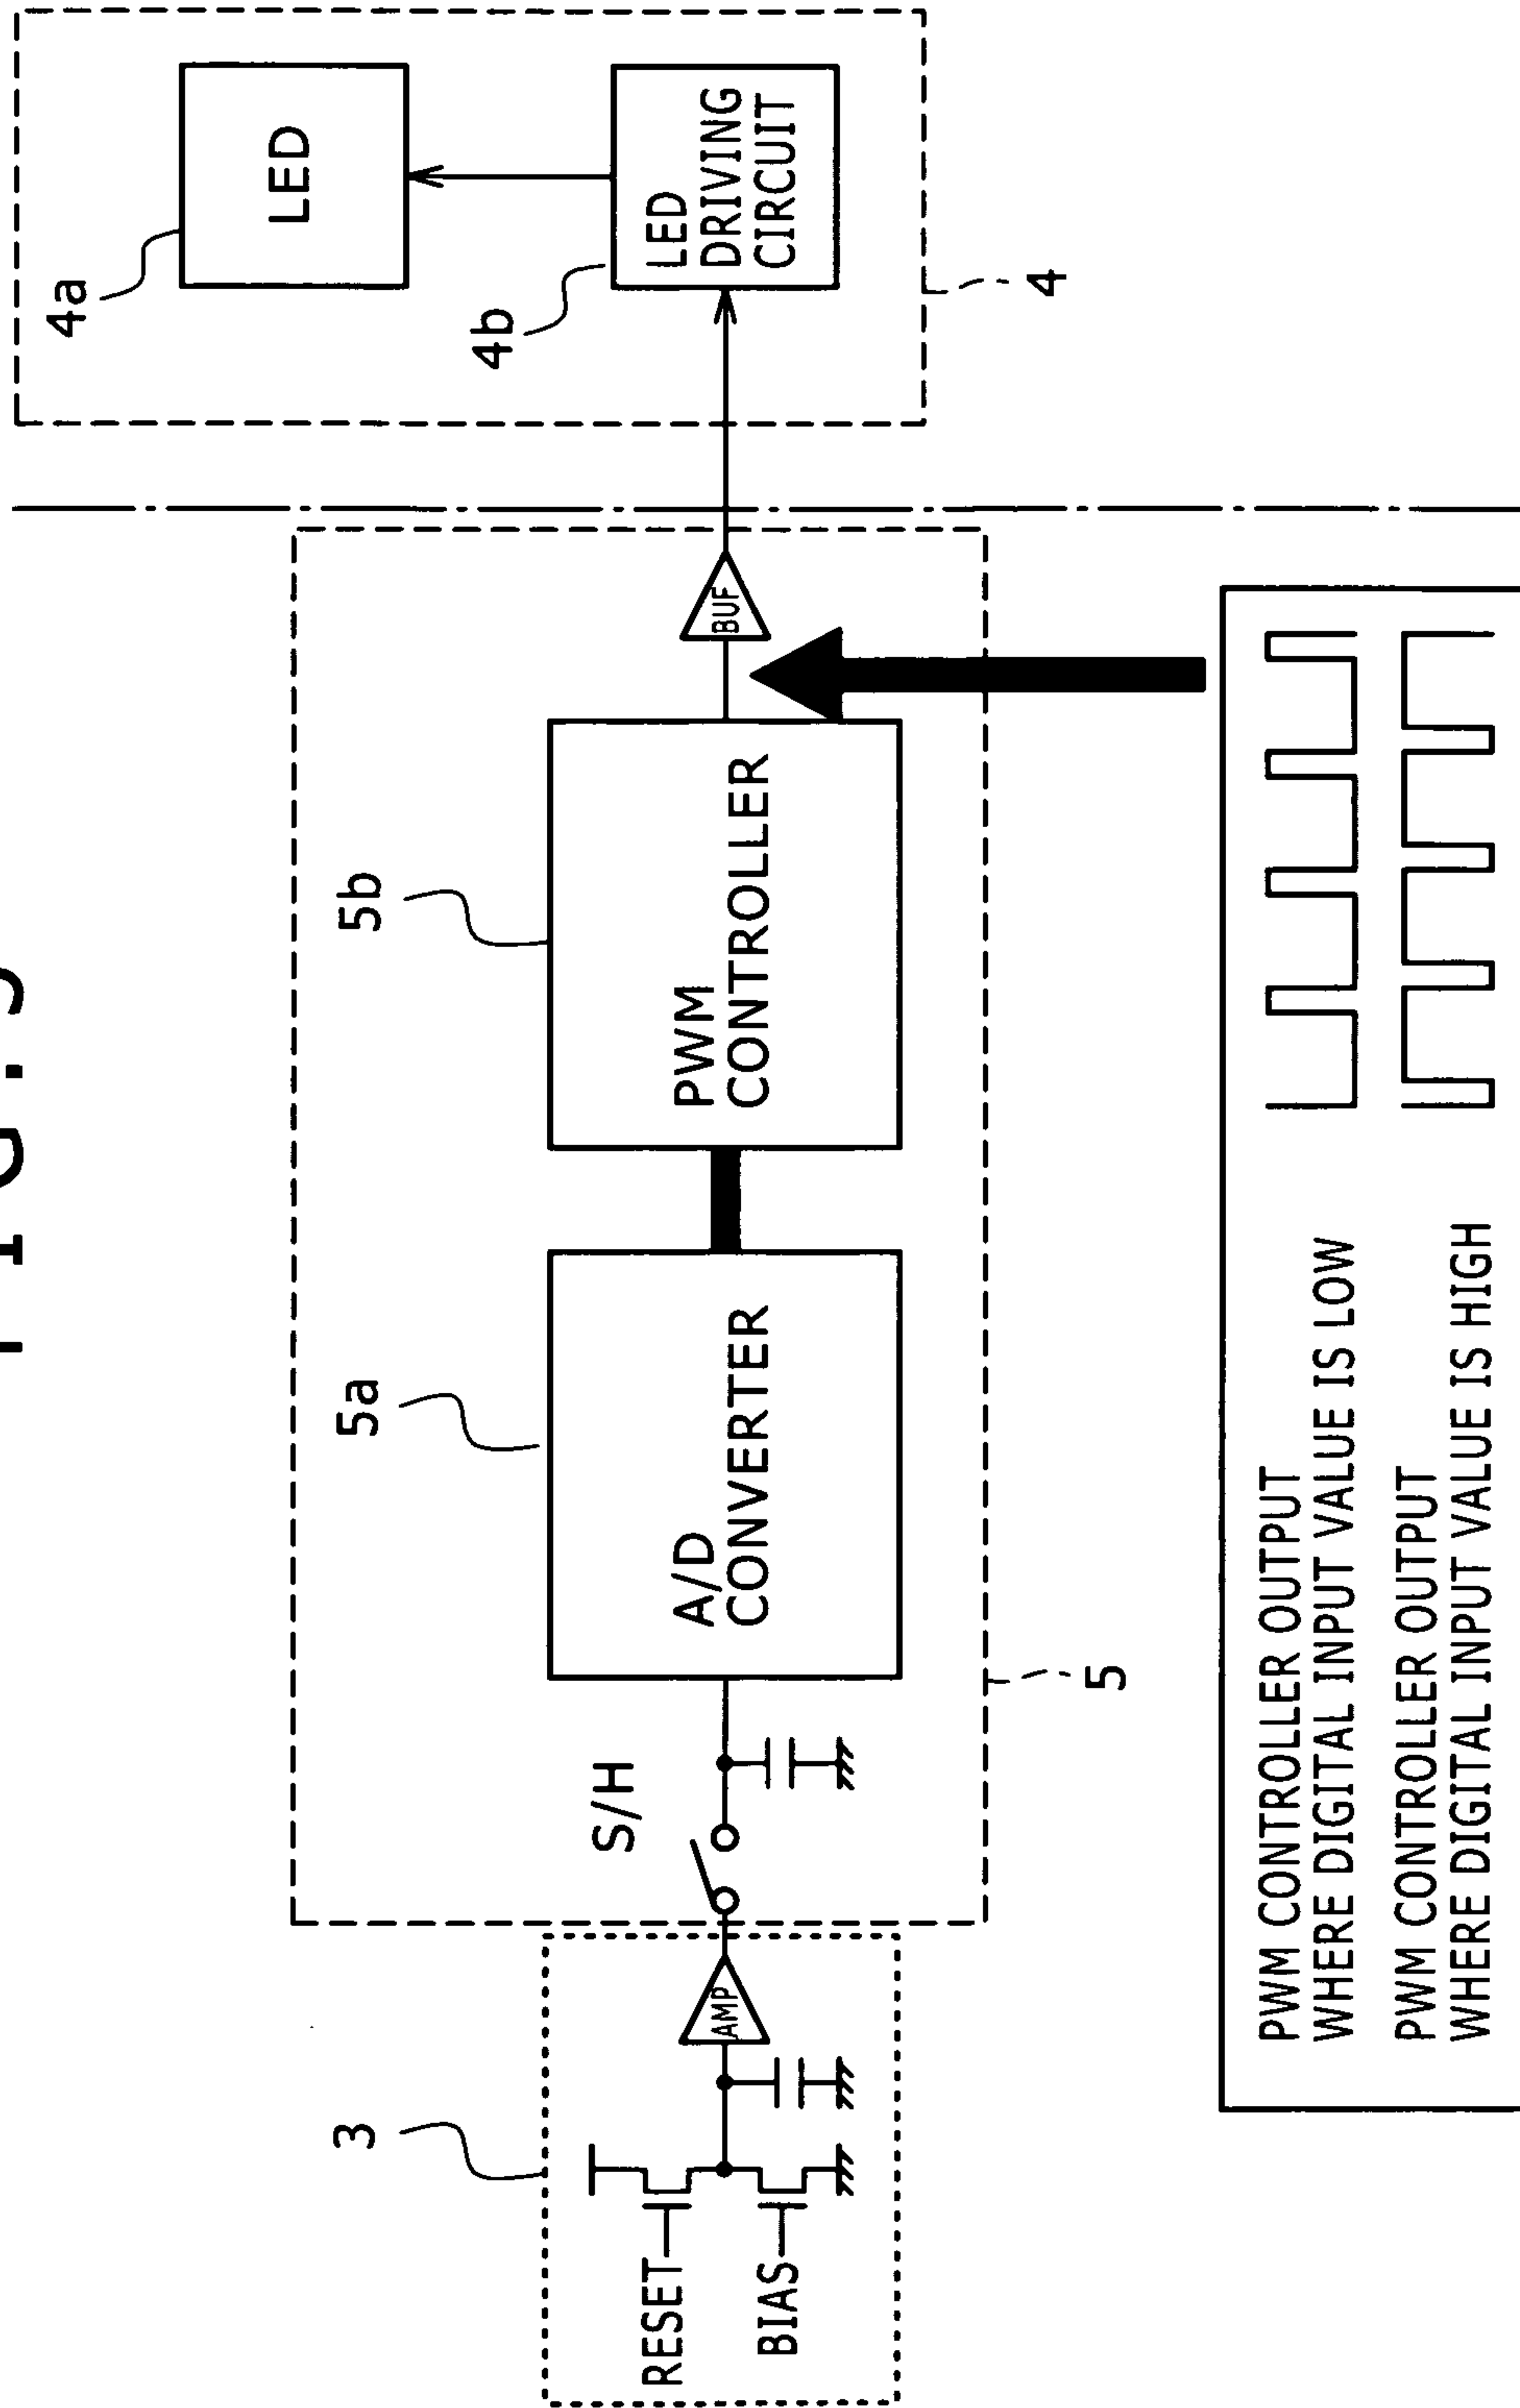 4a
LED
4b
LED
DRIVING
CIRCUIT
4
5b
BUF
PWM
CONTROLLER
5a
A/D
CONVERTER
S/H
5
3
AMP
RESET
BIAS
PWM CONTROLLER OUTPUT
WHERE DIGITAL INPUT VALUE IS LOW
PWM CONTROLLER OUTPUT
WHERE DIGITAL INPUT VALUE IS HIGH